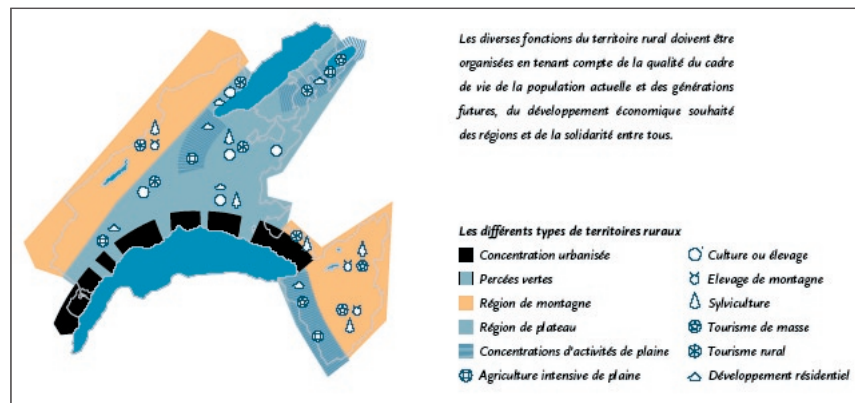 Les diverses fonctions du territoire rural doivent être
organisées en tenant compte de la qualité du cadre
de vie de la population actuelle et des générations
futures, du développement économique souhaité
des régions et de la solidarité entre tous.
Les différents types de territoires ruraux
Concentration urbanisée
Percées vertes
Région de montagne
Région de plateau
Concentrations d'activités de plaine
Agriculture intensive de plaine
Culture ou élevage
Elevage de montagne
Sylviculture
Tourisme de masse
Tourisme rural
Développement résidentiel